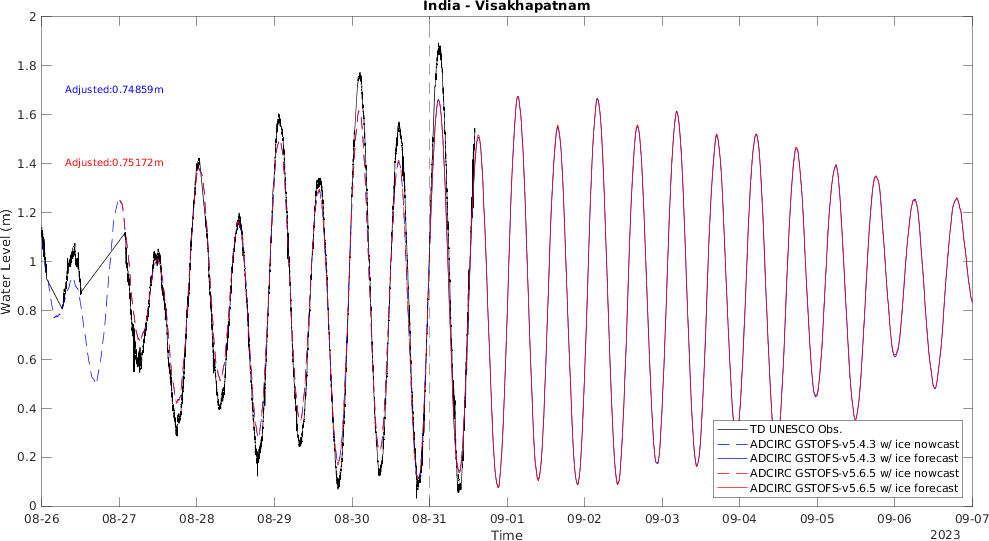 India - Visakhapatnam
Adjusted:0.74859m
Adjusted:0.75172m
Water Level (m)
2
1.8
1.6
1.4
1.2
1
0.8
0.6
0.4
0.2
0
TD UNESCO Obs.
ADCIRC GSTOFS-v5.4.3 w/ ice nowcast
ADCIRC GSTOFS-v5.4.3 w/ ice forecast
ADCIRC GSTOFS-v5.6.5 w/ ice nowcast
ADCIRC GSTOFS-v5.6.5 w/ ice forecast
08-26 08-27 08-28 08-29 08-30 08-31 09-01 09-02 09-03 09-04 09-05 09-06 09-07
Time
2023